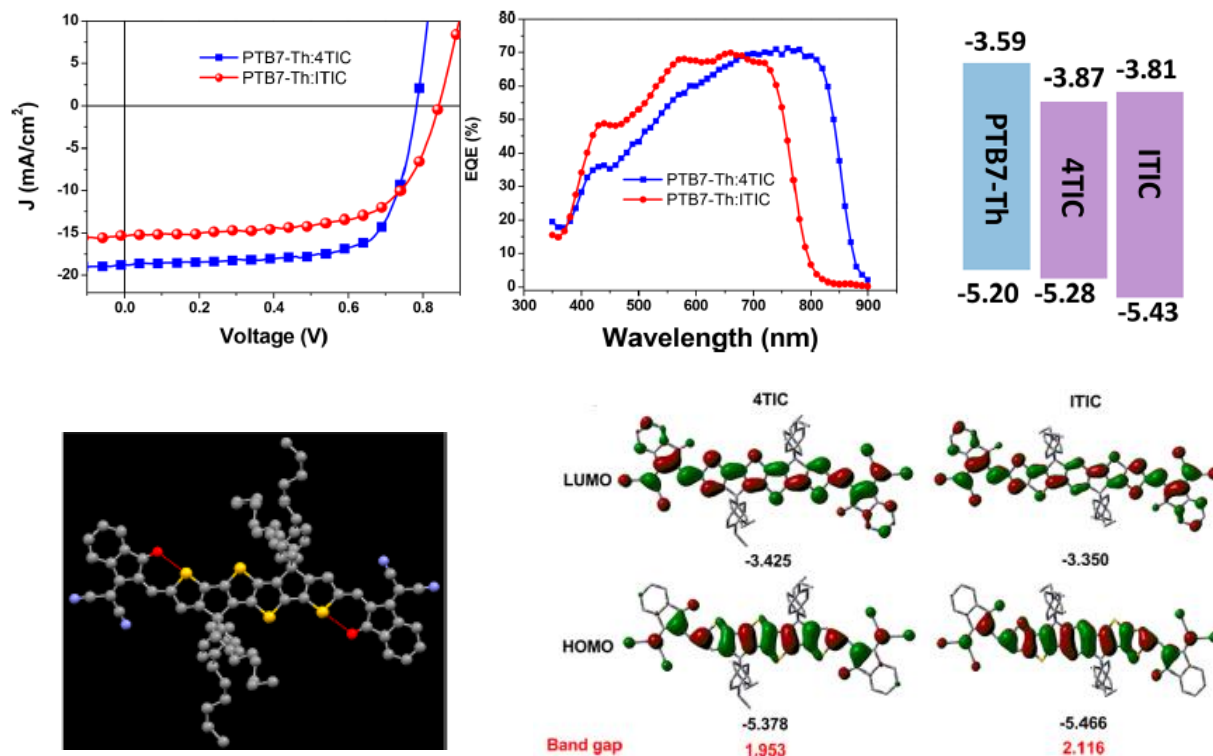 10
5
0
-5
-10
-15
-20
J (mA/cm²)
PTB7-Th:4TIC
PTB7-Th:ITIC
0.0 0.2 0.4 0.6 0.8
Voltage (V)
80
70
60
50
40
30
20
10
0
EQE (%)
PTB7-Th:4TIC
PTB7-Th:ITIC
300 400 500 600 700 800 900
Wavelength (nm)
-3.59
-3.87
-3.81
PTB7-Th
4TIC
ITIC
-5.20
-5.28
-5.43
4TIC ITIC
LUMO
-3.425 -3.350
HOMO
-5.378 -5.466
Band gap 1.953 2.116